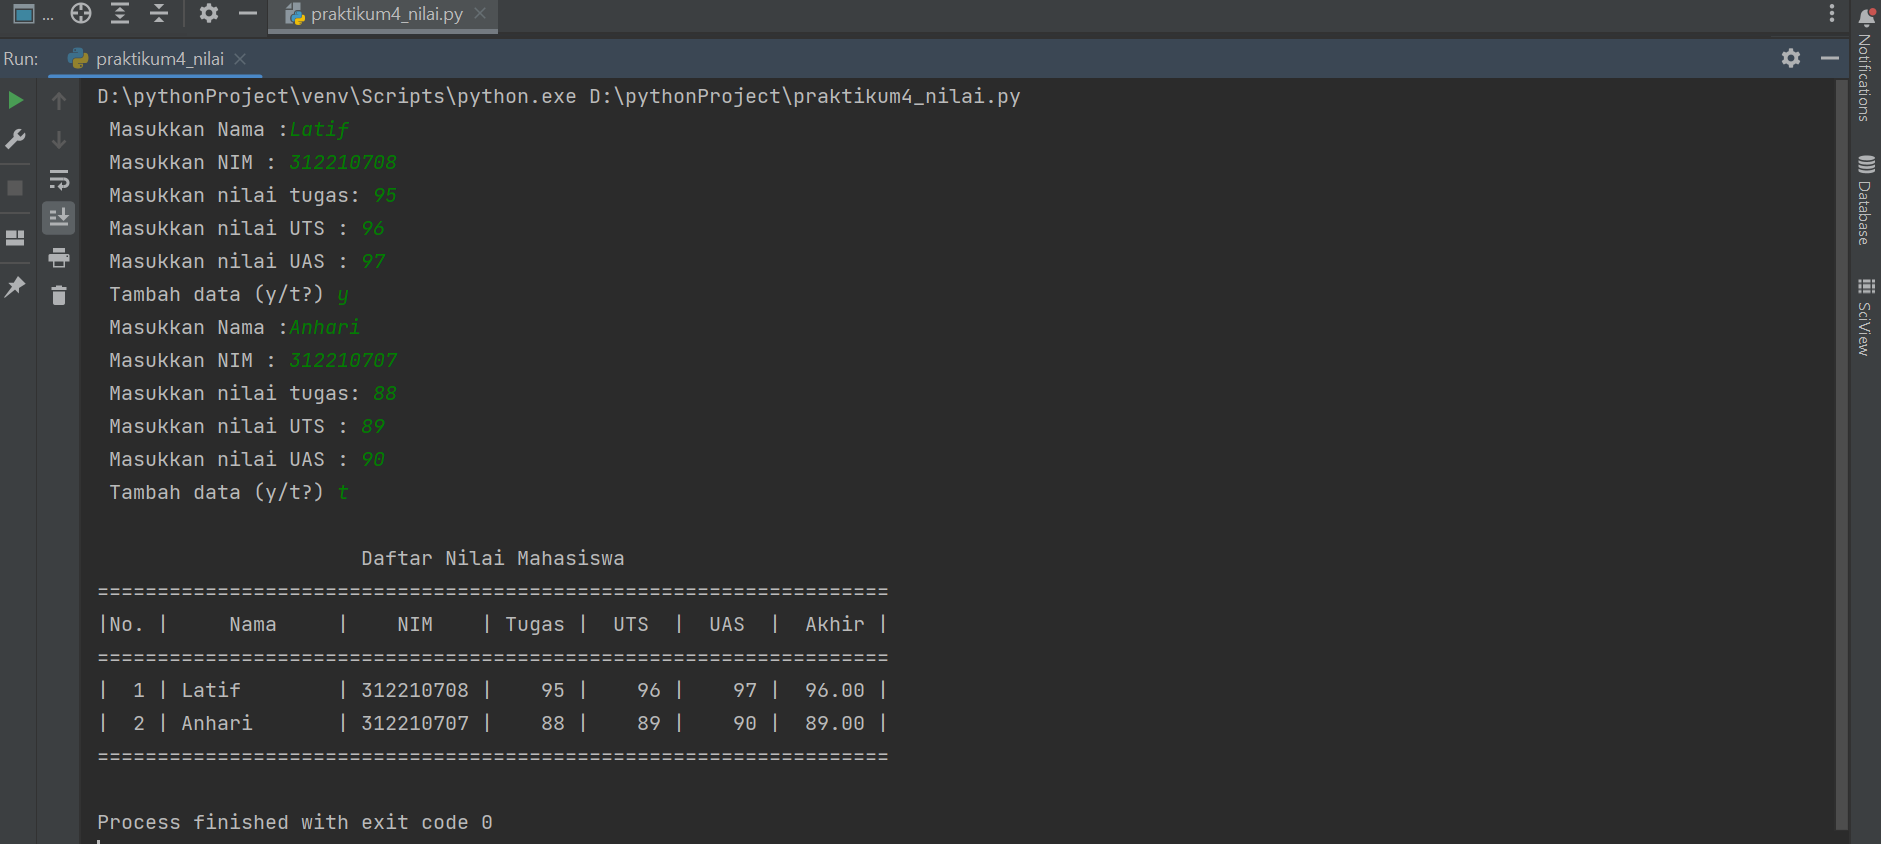 ... praktikum4_nilai.py
Run: praktikum4_nilai
D:\pythonProject\venv\Scripts\python.exe D:\pythonProject\praktikum4_nilai.py
Masukkan Nama :Latif
Masukkan NIM : 312210708
Masukkan nilai tugas: 95
Masukkan nilai UTS : 96
Masukkan nilai UAS : 97
Tambah data (y/t?) y
Masukkan Nama :Anhari
Masukkan NIM : 312210707
Masukkan nilai tugas: 88
Masukkan nilai UTS : 89
Masukkan nilai UAS : 90
Tambah data (y/t?) t
Daftar Nilai Mahasiswa
==================================================================
|No. |     Nama     |    NIM    | Tugas |  UTS  |  UAS  |  Akhir |
==================================================================
|  1 | Latif        | 312210708 |    95 |    96 |    97 |  96.00 |
|  2 | Anhari       | 312210707 |    88 |    89 |    90 |  89.00 |
==================================================================
Process finished with exit code 0
Notifications
Database
SciView